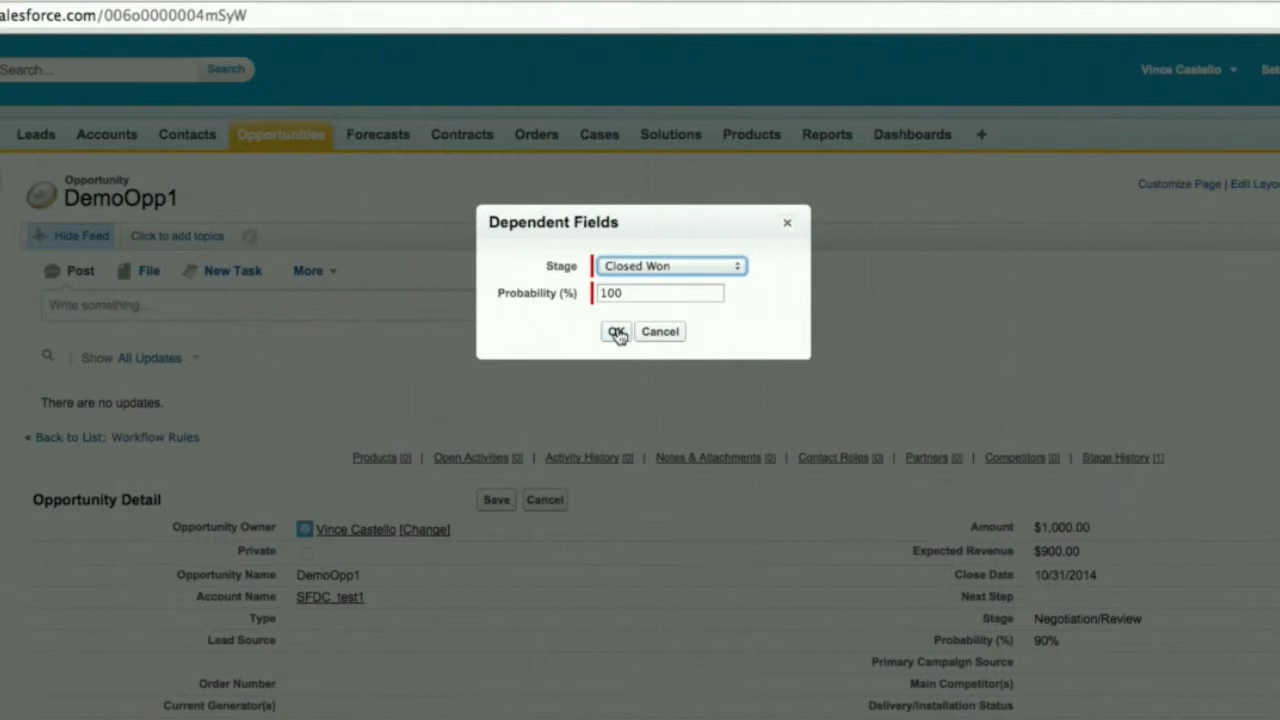 alesforce.com/006o0000004mSyW
Search...
Search
Vince Castello
Leads Accounts Contacts Opportunities Forecasts Contracts Orders Cases Solutions Products Reports Dashboards +
Opportunity
DemoOpp1
Customize Page | Edit
Hide Feed Click to add topics
Post File New Task More
Write something...
Show All Updates
There are no updates.
« Back to List: Workflow Rules
Dependent Fields ×
Stage Closed Won
Probability (%) 100
OK Cancel
Products [0] | Open Activities [0] | Activity History [0] | Notes & Attachments [0] | Contact Roles [0] | Partners [0] | Competitors [0] | Stage History [1]
Opportunity Detail Save Cancel
Opportunity Owner Vince Castello [Change] Amount $1,000.00
Private Expected Revenue $900.00
Opportunity Name DemoOpp1 Close Date 10/31/2014
Account Name SFDC_test1 Next Step
Type Stage Negotiation/Review
Lead Source Probability (%) 90%
Primary Campaign Source
Order Number Main Competitor(s)
Current Generator(s) Delivery/Installation Status